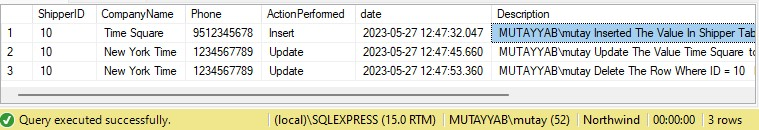 ShipperID CompanyName Phone ActionPerformed date Description
1 10 Time Square 9512345678 Insert 2023-05-27 12:47:32.047 MUTAYYAB\mutay Inserted The Value In Shipper Tab
2 10 New York Time 1234567789 Update 2023-05-27 12:47:45.660 MUTAYYAB\mutay Update The Value Time Square to
3 10 New York Time 1234567789 Update 2023-05-27 12:47:53.360 MUTAYYAB\mutay Delete The Row Where ID = 10
Query executed successfully. (local)\SQLEXPRESS (15.0 RTM) MUTAYYAB\mutay (52) Northwind 00:00:00 3 rows